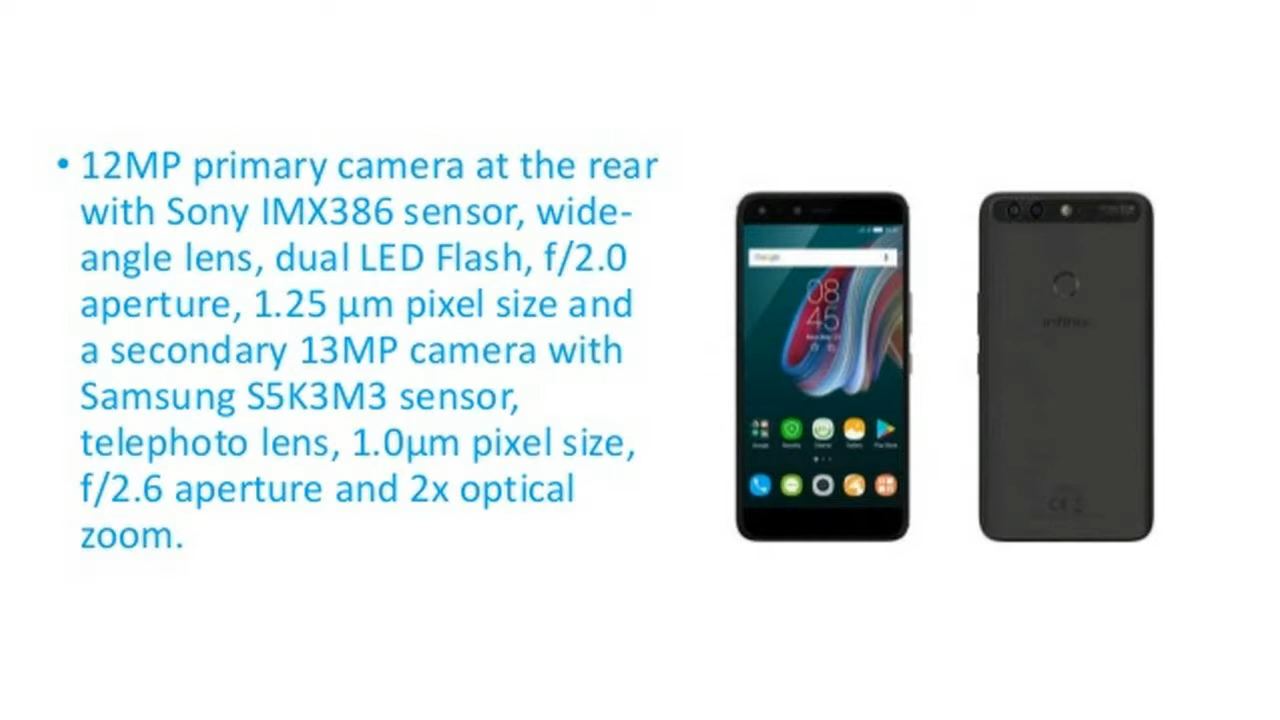 • 12MP primary camera at the rear
with Sony IMX386 sensor, wide-
angle lens, dual LED Flash, f/2.0
aperture, 1.25 µm pixel size and
a secondary 13MP camera with
Samsung S5K3M3 sensor,
telephoto lens, 1.0µm pixel size,
f/2.6 aperture and 2x optical
zoom.
Google
08
45
Infinix